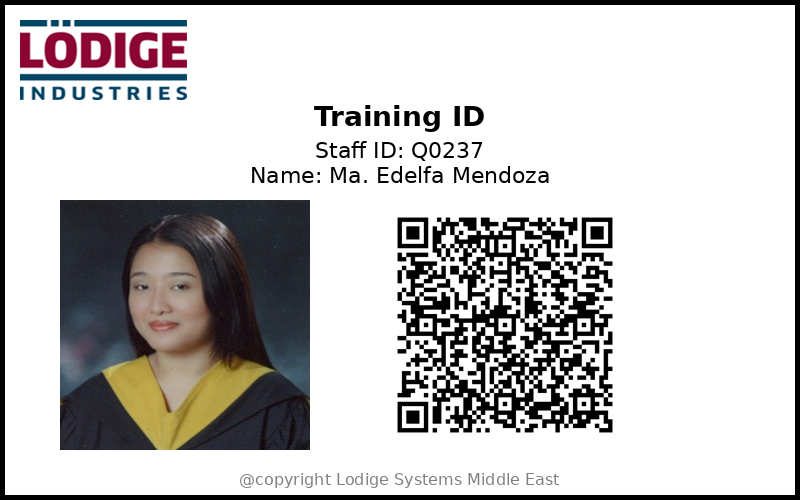 LÖDIGE
INDUSTRIES
Training ID
Staff ID: Q0237
Name: Ma. Edelfa Mendoza
@copyright Lodige Systems Middle East